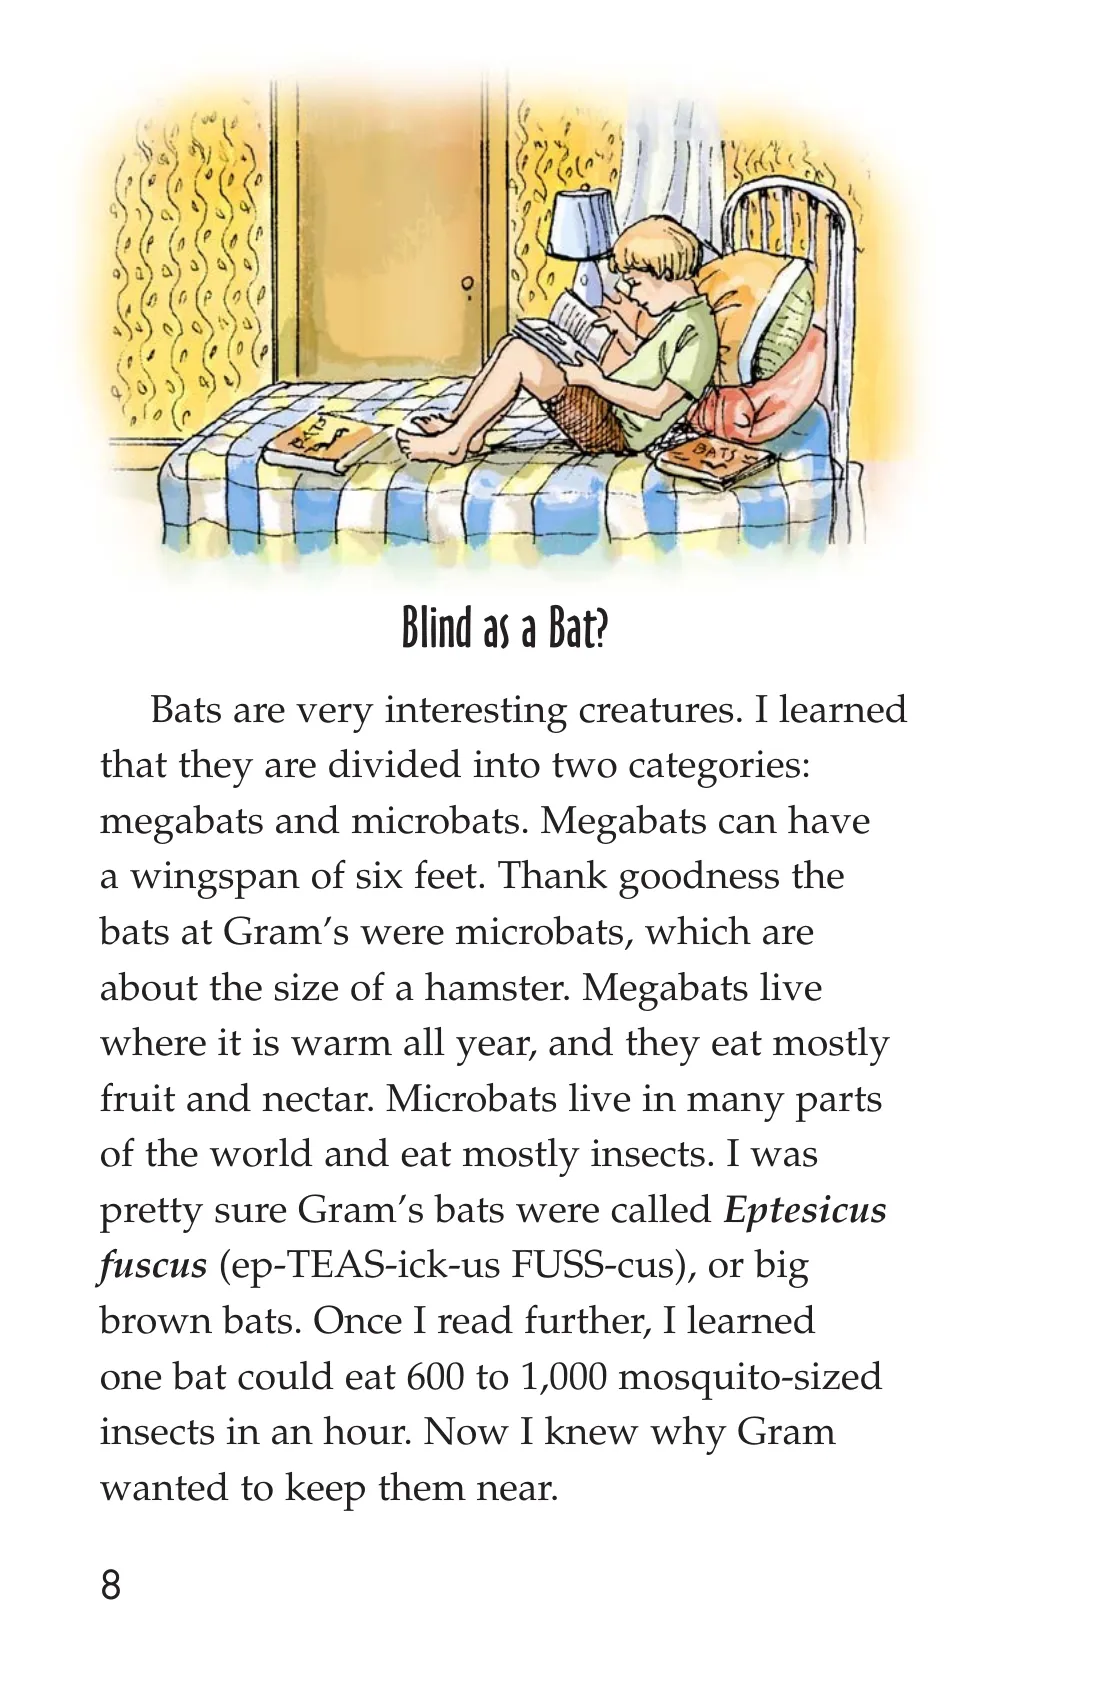 BATS
BATS
Blind as a Bat?
Bats are very interesting creatures. I learned
that they are divided into two categories:
megabats and microbats. Megabats can have
a wingspan of six feet. Thank goodness the
bats at Gram’s were microbats, which are
about the size of a hamster. Megabats live
where it is warm all year, and they eat mostly
fruit and nectar. Microbats live in many parts
of the world and eat mostly insects. I was
pretty sure Gram’s bats were called Eptesicus
fuscus (ep-TEAS-ick-us FUSS-cus), or big
brown bats. Once I read further, I learned
one bat could eat 600 to 1,000 mosquito-sized
insects in an hour. Now I knew why Gram
wanted to keep them near.
8